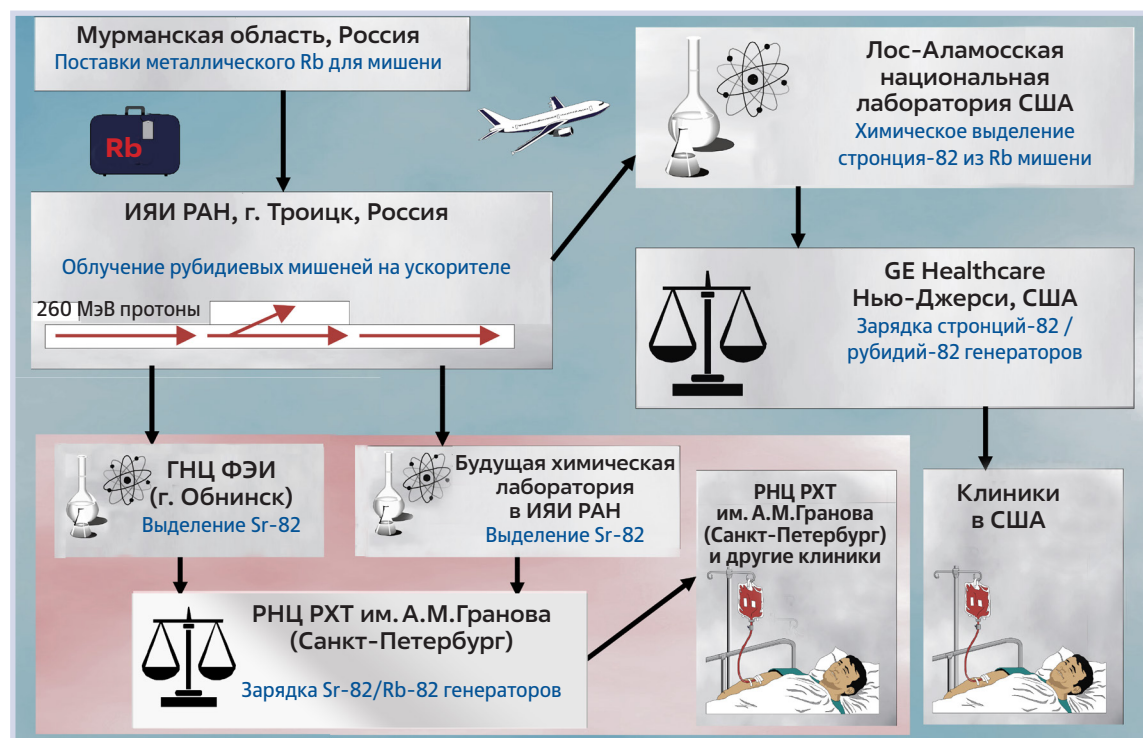 Мурманская область, Россия
Поставки металлического Rb для мишени
Rb
ИЯИ РАН, г. Троицк, Россия
Облучение рубидиевых мишеней на ускорителе
260 МэВ протоны
Лос-Аламосская
национальная
лаборатория США
Химическое выделение
стронция-82 из Rb мишени
GE Healthcare
Нью-Джерси, США
Зарядка стронций-82 /
рубидий-82 генераторов
ГНЦ ФЭИ
(г. Обнинск)
Выделение Sr-82
Будущая химическая
лаборатория
в ИЯИ РАН
Выделение Sr-82
РНЦ РХТ
им. А.М.Гранова
(Санкт-Петербург)
и другие клиники
Клиники
в США
РНЦ РХТ им. А.М.Гранова
(Санкт-Петербург)
Зарядка Sr-82/Rb-82 генераторов